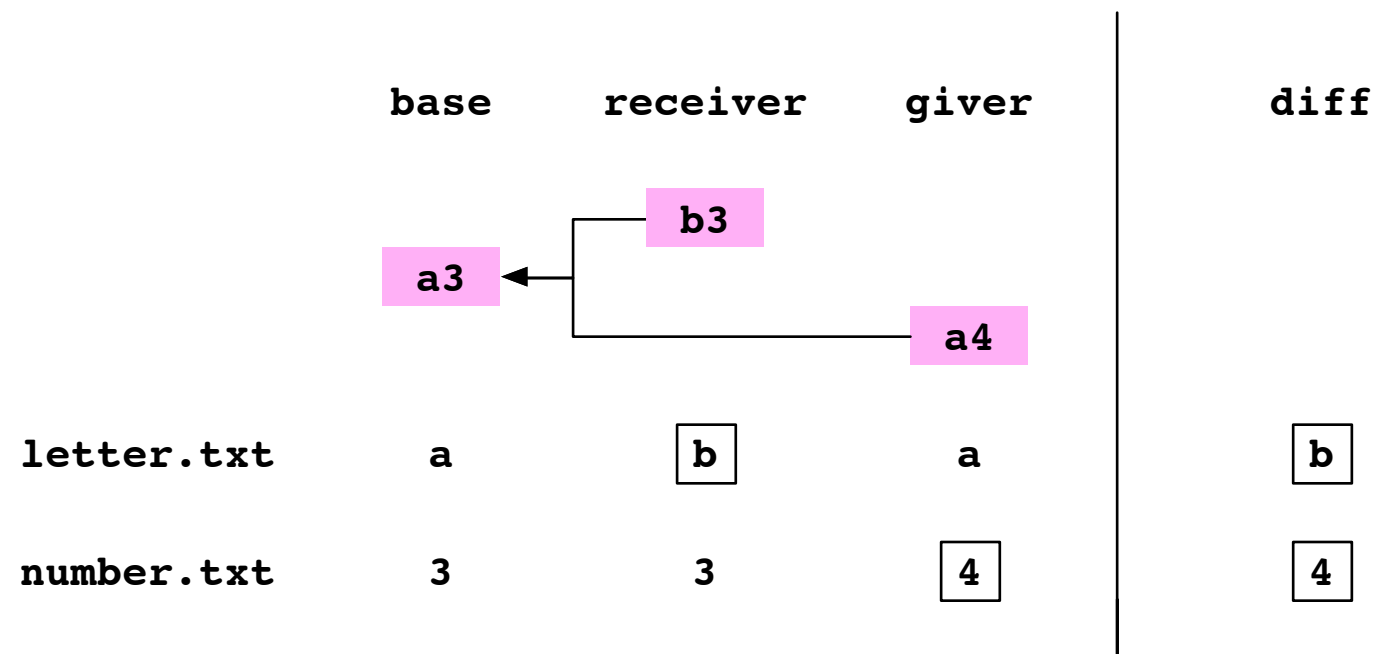 base receiver giver diff
b3
a3
a4
letter.txt a b a b
number.txt 3 3 4 4